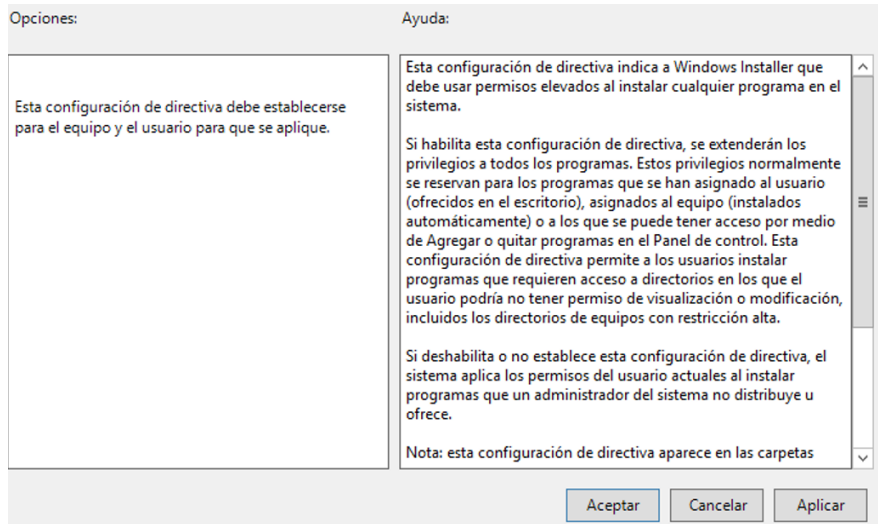 Opciones:
Ayuda:
Esta configuración de directiva debe establecerse
para el equipo y el usuario para que se aplique.
Esta configuración de directiva indica a Windows Installer que
debe usar permisos elevados al instalar cualquier programa en el
sistema.
Si habilita esta configuración de directiva, se extenderán los
privilegios a todos los programas. Estos privilegios normalmente
se reservan para los programas que se han asignado al usuario
(ofrecidos en el escritorio), asignados al equipo (instalados
automáticamente) o a los que se puede tener acceso por medio
de Agregar o quitar programas en el Panel de control. Esta
configuración de directiva permite a los usuarios instalar
programas que requieren acceso a directorios en los que el
usuario podría no tener permiso de visualización o modificación,
incluidos los directorios de equipos con restricción alta.
Si deshabilita o no establece esta configuración de directiva, el
sistema aplica los permisos del usuario actuales al instalar
programas que un administrador del sistema no distribuye u
ofrece.
Nota: esta configuración de directiva aparece en las carpetas
Aceptar
Cancelar
Aplicar